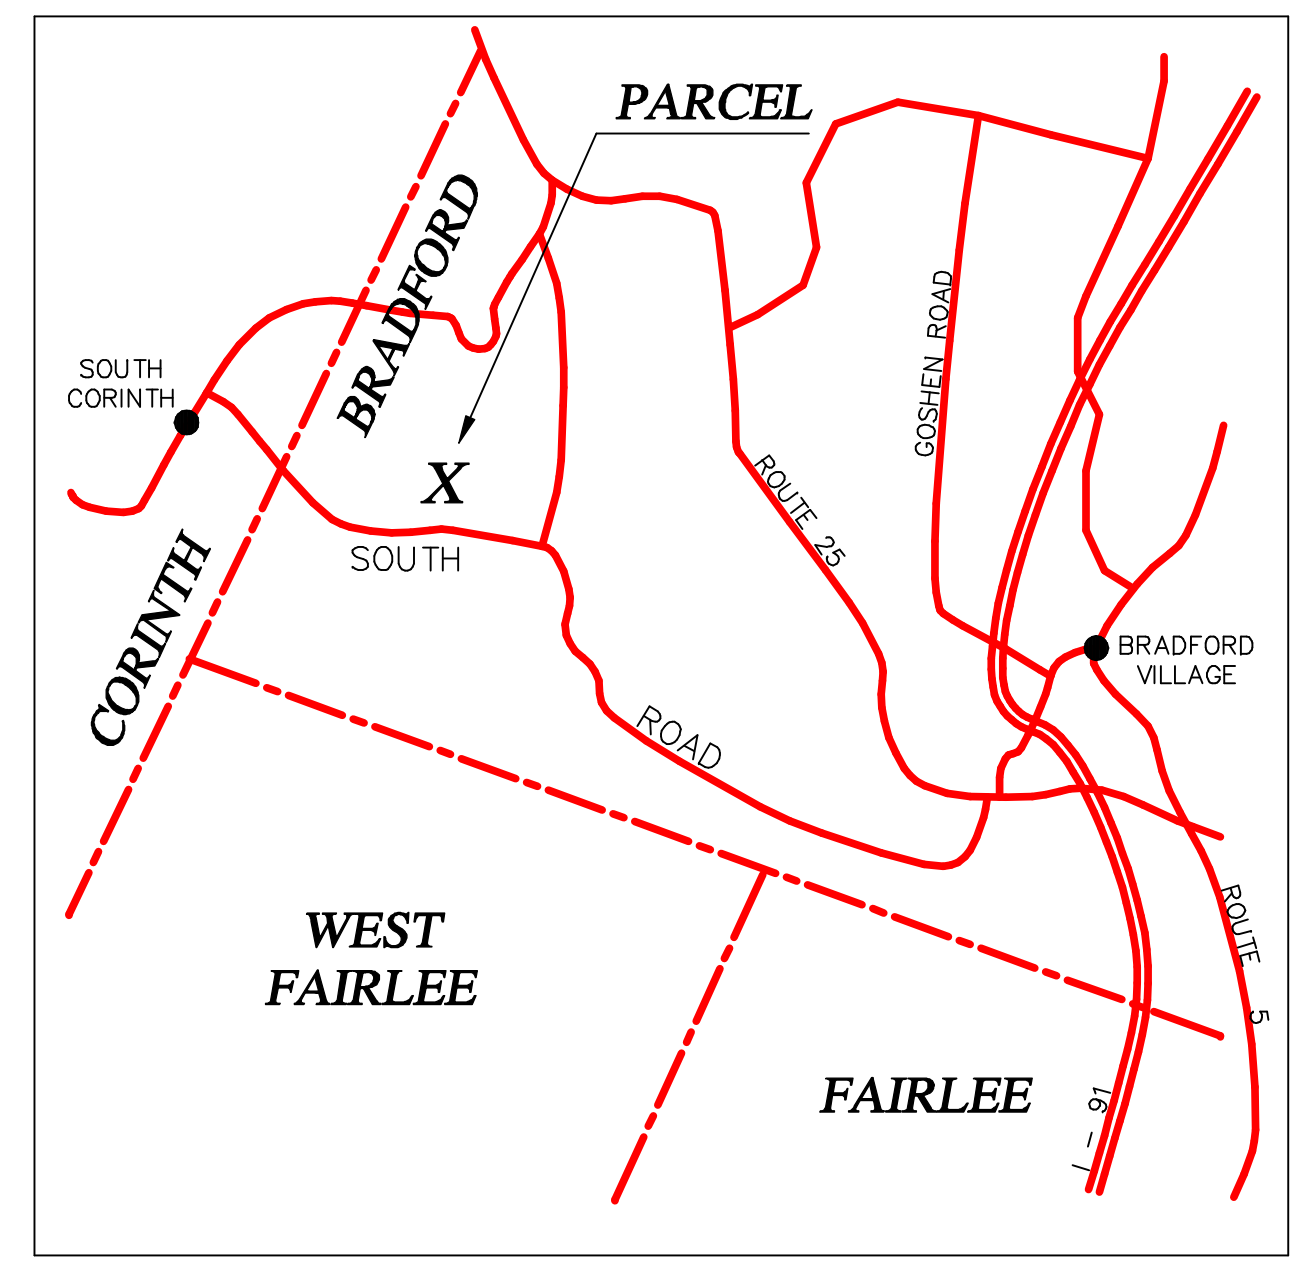 PARCEL
BRADFORD
SOUTH
CORINTH
GOSHEN ROAD
X
ROUTE 25
SOUTH
CORINTH
BRADFORD
VILLAGE
ROAD
WEST
FAIRLEE
ROUTE 5
FAIRLEE
I - 91